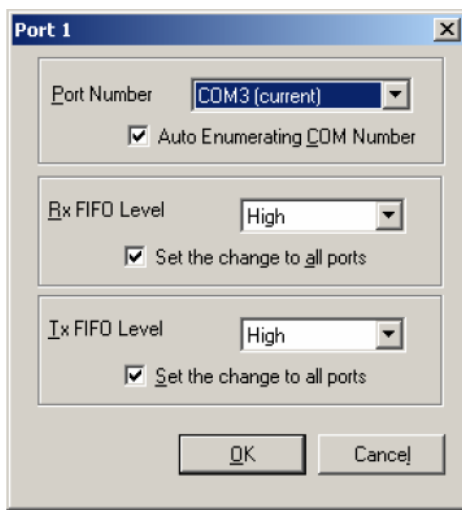 Port 1
Port Number COM3 (current)
Auto Enumerating COM Number
Rx FIFO Level High
Set the change to all ports
Tx FIFO Level High
Set the change to all ports
OK Cancel